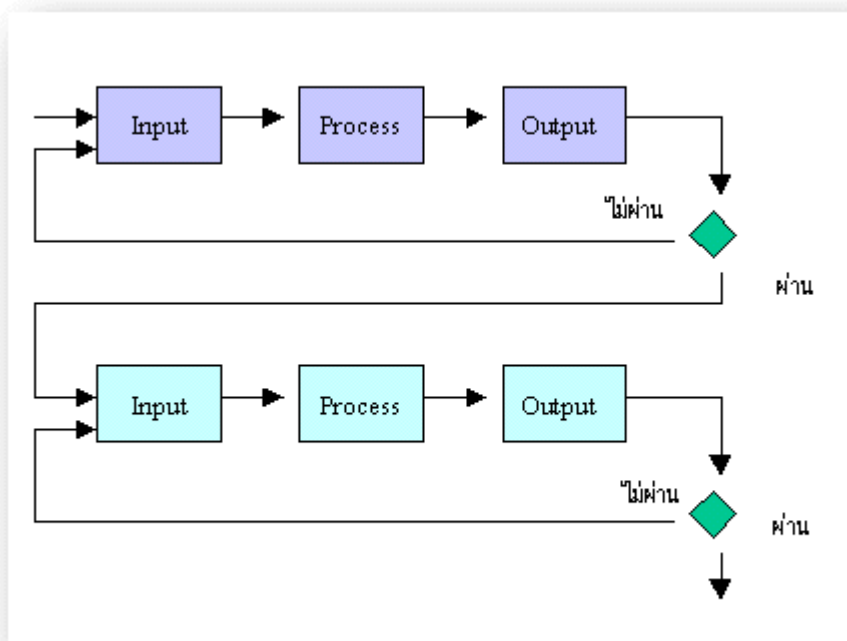 Input
Process
Output
ไม่ผ่าน
ผ่าน
Input
Process
Output
ไม่ผ่าน
ผ่าน